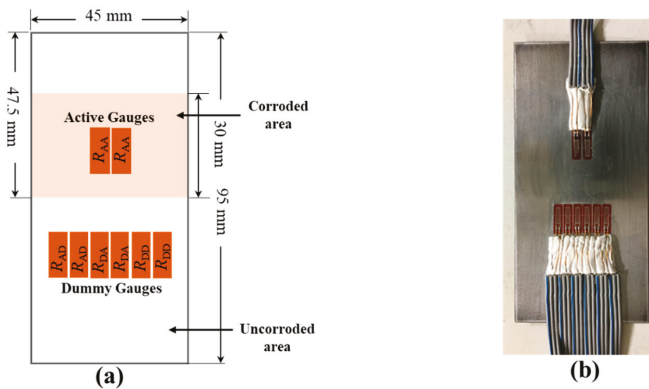 45 mm
47.5 mm
Active Gauges
R_AA R_AA
Corroded
area
30 mm
95 mm
R_AD R_AD R_DA R_DA R_DD R_DD
Dummy Gauges
Uncorroded
area
(a)
(b)